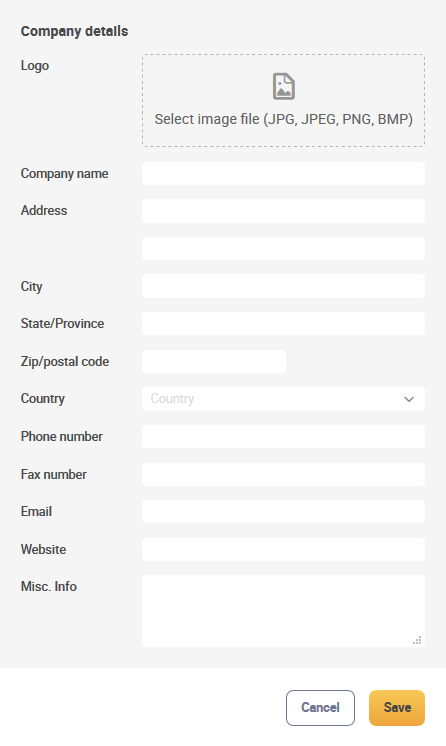 Company details
Logo
Select image file (JPG, JPEG, PNG, BMP)
Company name
Address
City
State/Province
Zip/postal code
Country
Country
Phone number
Fax number
Email
Website
Misc. Info
Cancel
Save